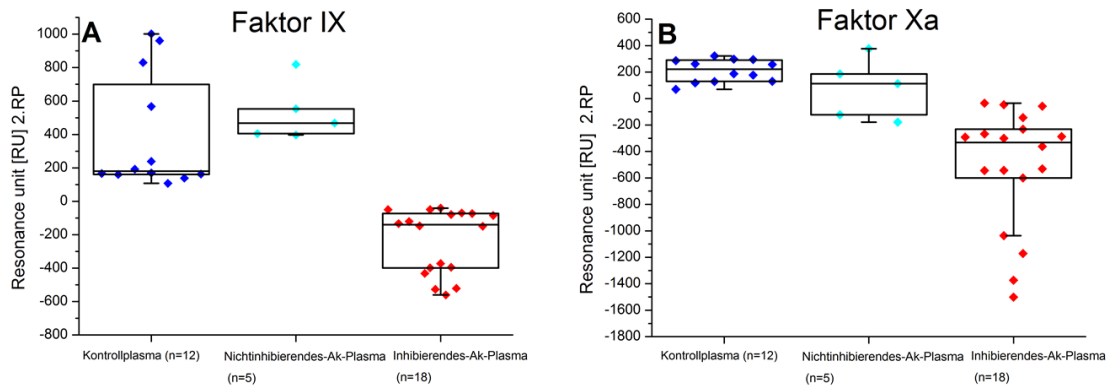 A
Faktor IX
Resonance unit [RU] 2.RP
1000
800
600
400
200
0
-200
-400
-600
-800
Kontrollplasma (n=12)
Nichtinhibierendes-Ak-Plasma
(n=5)
Inhibierendes-Ak-Plasma
(n=18)
B
Faktor Xa
Resonance unit [RU] 2.RP
600
400
200
0
-200
-400
-600
-800
-1000
-1200
-1400
-1600
-1800
Kontrollplasma (n=12)
Nichtinhibierendes-Ak-Plasma
(n=5)
Inhibierendes-Ak-Plasma
(n=18)